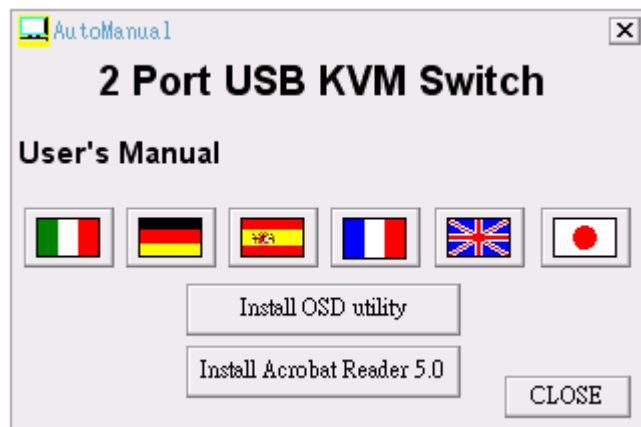 AutoManual
2 Port USB KVM Switch
User's Manual
Install OSD utility
Install Acrobat Reader 5.0
CLOSE